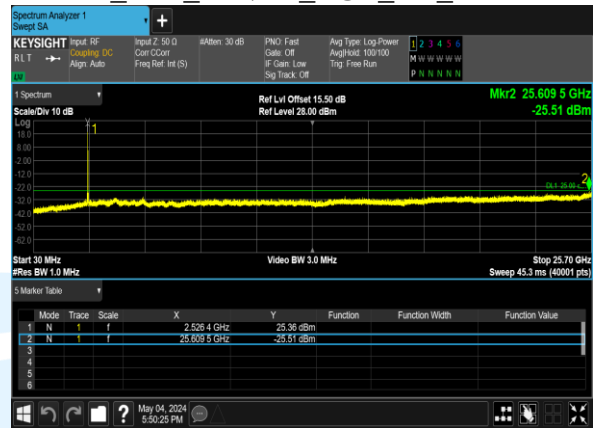 Spectrum Analyzer 1
Swept SA
KEYSIGHT Input: RF Input Z: 50 Ω #Atten: 30 dB PNO: Fast Avg Type: Log-Power 1 2 3 4 5 6
RLT Coupling: DC Corr CCorr Gate: Off Avg|Hold: 100/100 M W W W W W
Align: Auto Freq Ref: Int (S) IF Gain: Low Trig: Free Run
Sig Track: Off P N N N N N
1 Spectrum Ref Lvl Offset 15.50 dB Mkr2 25.609 5 GHz
Scale/Div 10 dB Ref Level 28.00 dBm -25.51 dBm
Log 1
18.0
8.00
-2.00
-12.0 2
-22.0
-32.0
-42.0
-52.0
-62.0
Start 30 MHz Video BW 3.0 MHz Stop 25.70 GHz
#Res BW 1.0 MHz Sweep 45.3 ms (40001 pts)
5 Marker Table
Mode Trace Scale X Y Function Function Width Function Value
1 N 1 f 2.526 4 GHz 25.36 dBm
2 N 1 f 25.609 5 GHz -25.51 dBm
3
4
5
6
? May 04, 2024
5:50:25 PM